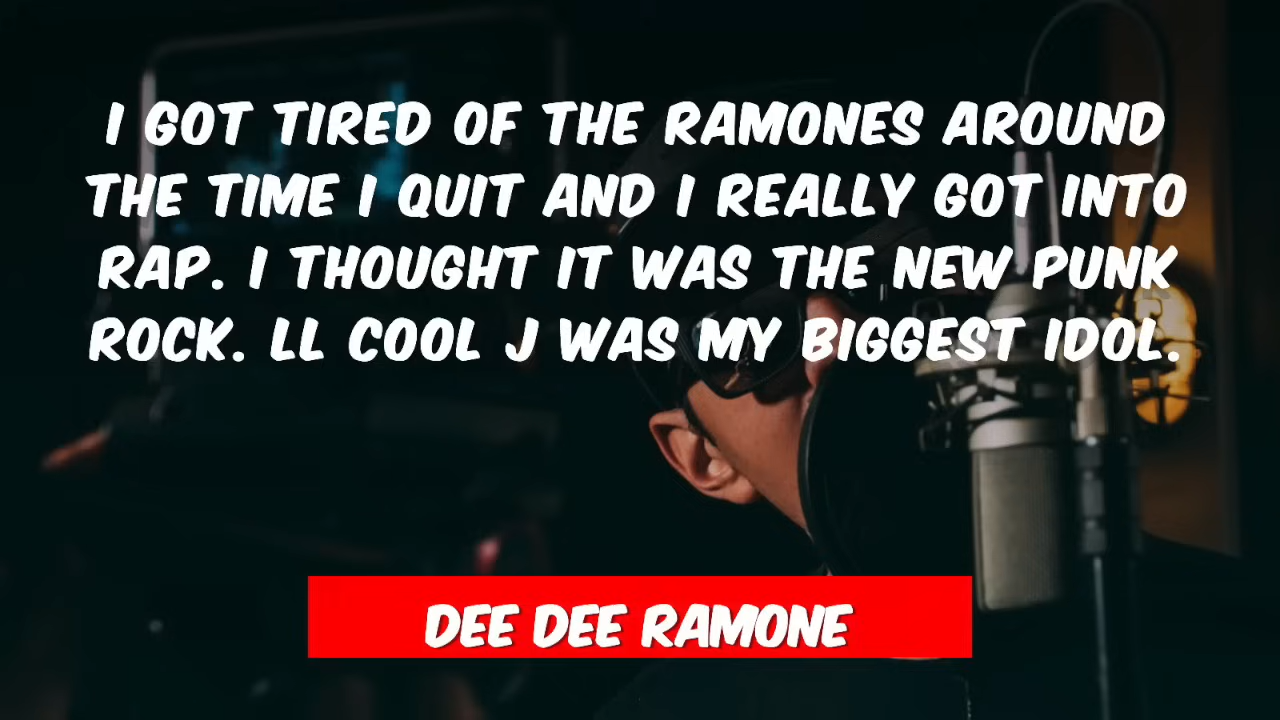 I GOT TIRED OF THE RAMONES AROUND
THE TIME I QUIT AND I REALLY GOT INTO
RAP. I THOUGHT IT WAS THE NEW PUNK
ROCK. LL COOL J WAS MY BIGGEST IDOL.
DEE DEE RAMONE